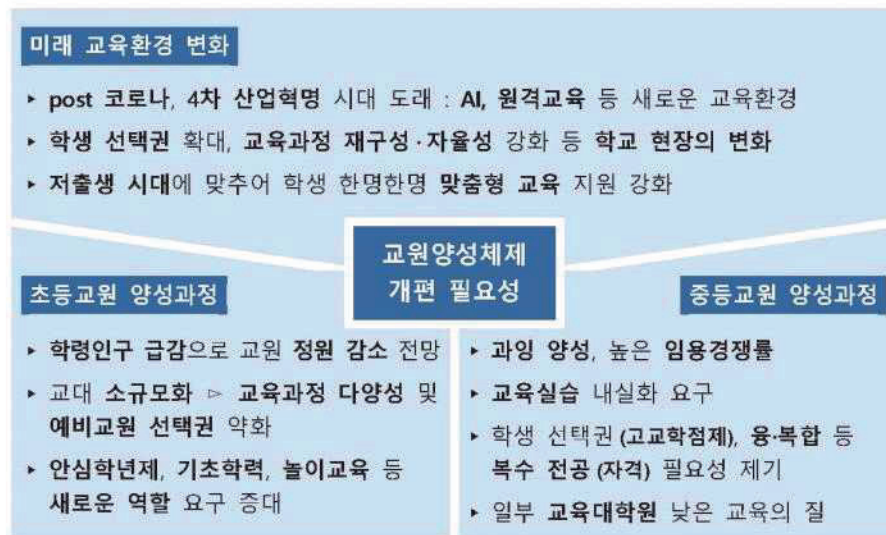 미래 교육환경 변화
▸ post 코로나, 4차 산업혁명 시대 도래 : AI, 원격교육 등 새로운 교육환경
▸ 학생 선택권 확대, 교육과정 재구성·자율성 강화 등 학교 현장의 변화
▸ 저출생 시대에 맞추어 학생 한명한명 맞춤형 교육 지원 강화
교원양성체제
개편 필요성
초등교원 양성과정
▸ 학령인구 급감으로 교원 정원 감소 전망
▸ 교대 소규모화 ▻ 교육과정 다양성 및
예비교원 선택권 약화
▸ 안심학년제, 기초학력, 놀이교육 등
새로운 역할 요구 증대
중등교원 양성과정
▸ 과잉 양성, 높은 임용경쟁률
▸ 교육실습 내실화 요구
▸ 학생 선택권 (고교학점제), 융·복합 등
복수 전공 (자격) 필요성 제기
▸ 일부 교육대학원 낮은 교육의 질